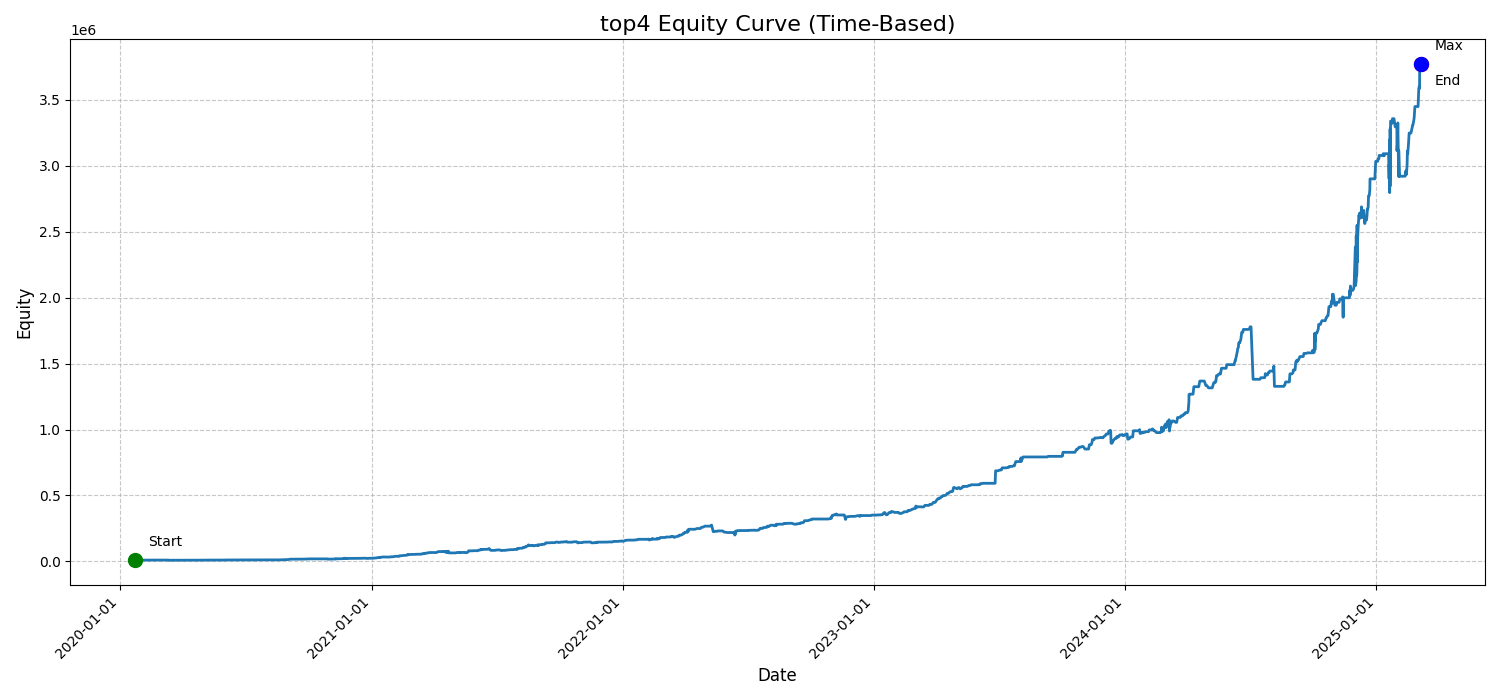 top4 Equity Curve (Time-Based)
1e6
Max
End
3.5
3.0
2.5
2.0
1.5
1.0
0.5
0.0
Equity
Start
2020-01-01
2021-01-01
2022-01-01
2023-01-01
2024-01-01
2025-01-01
Date